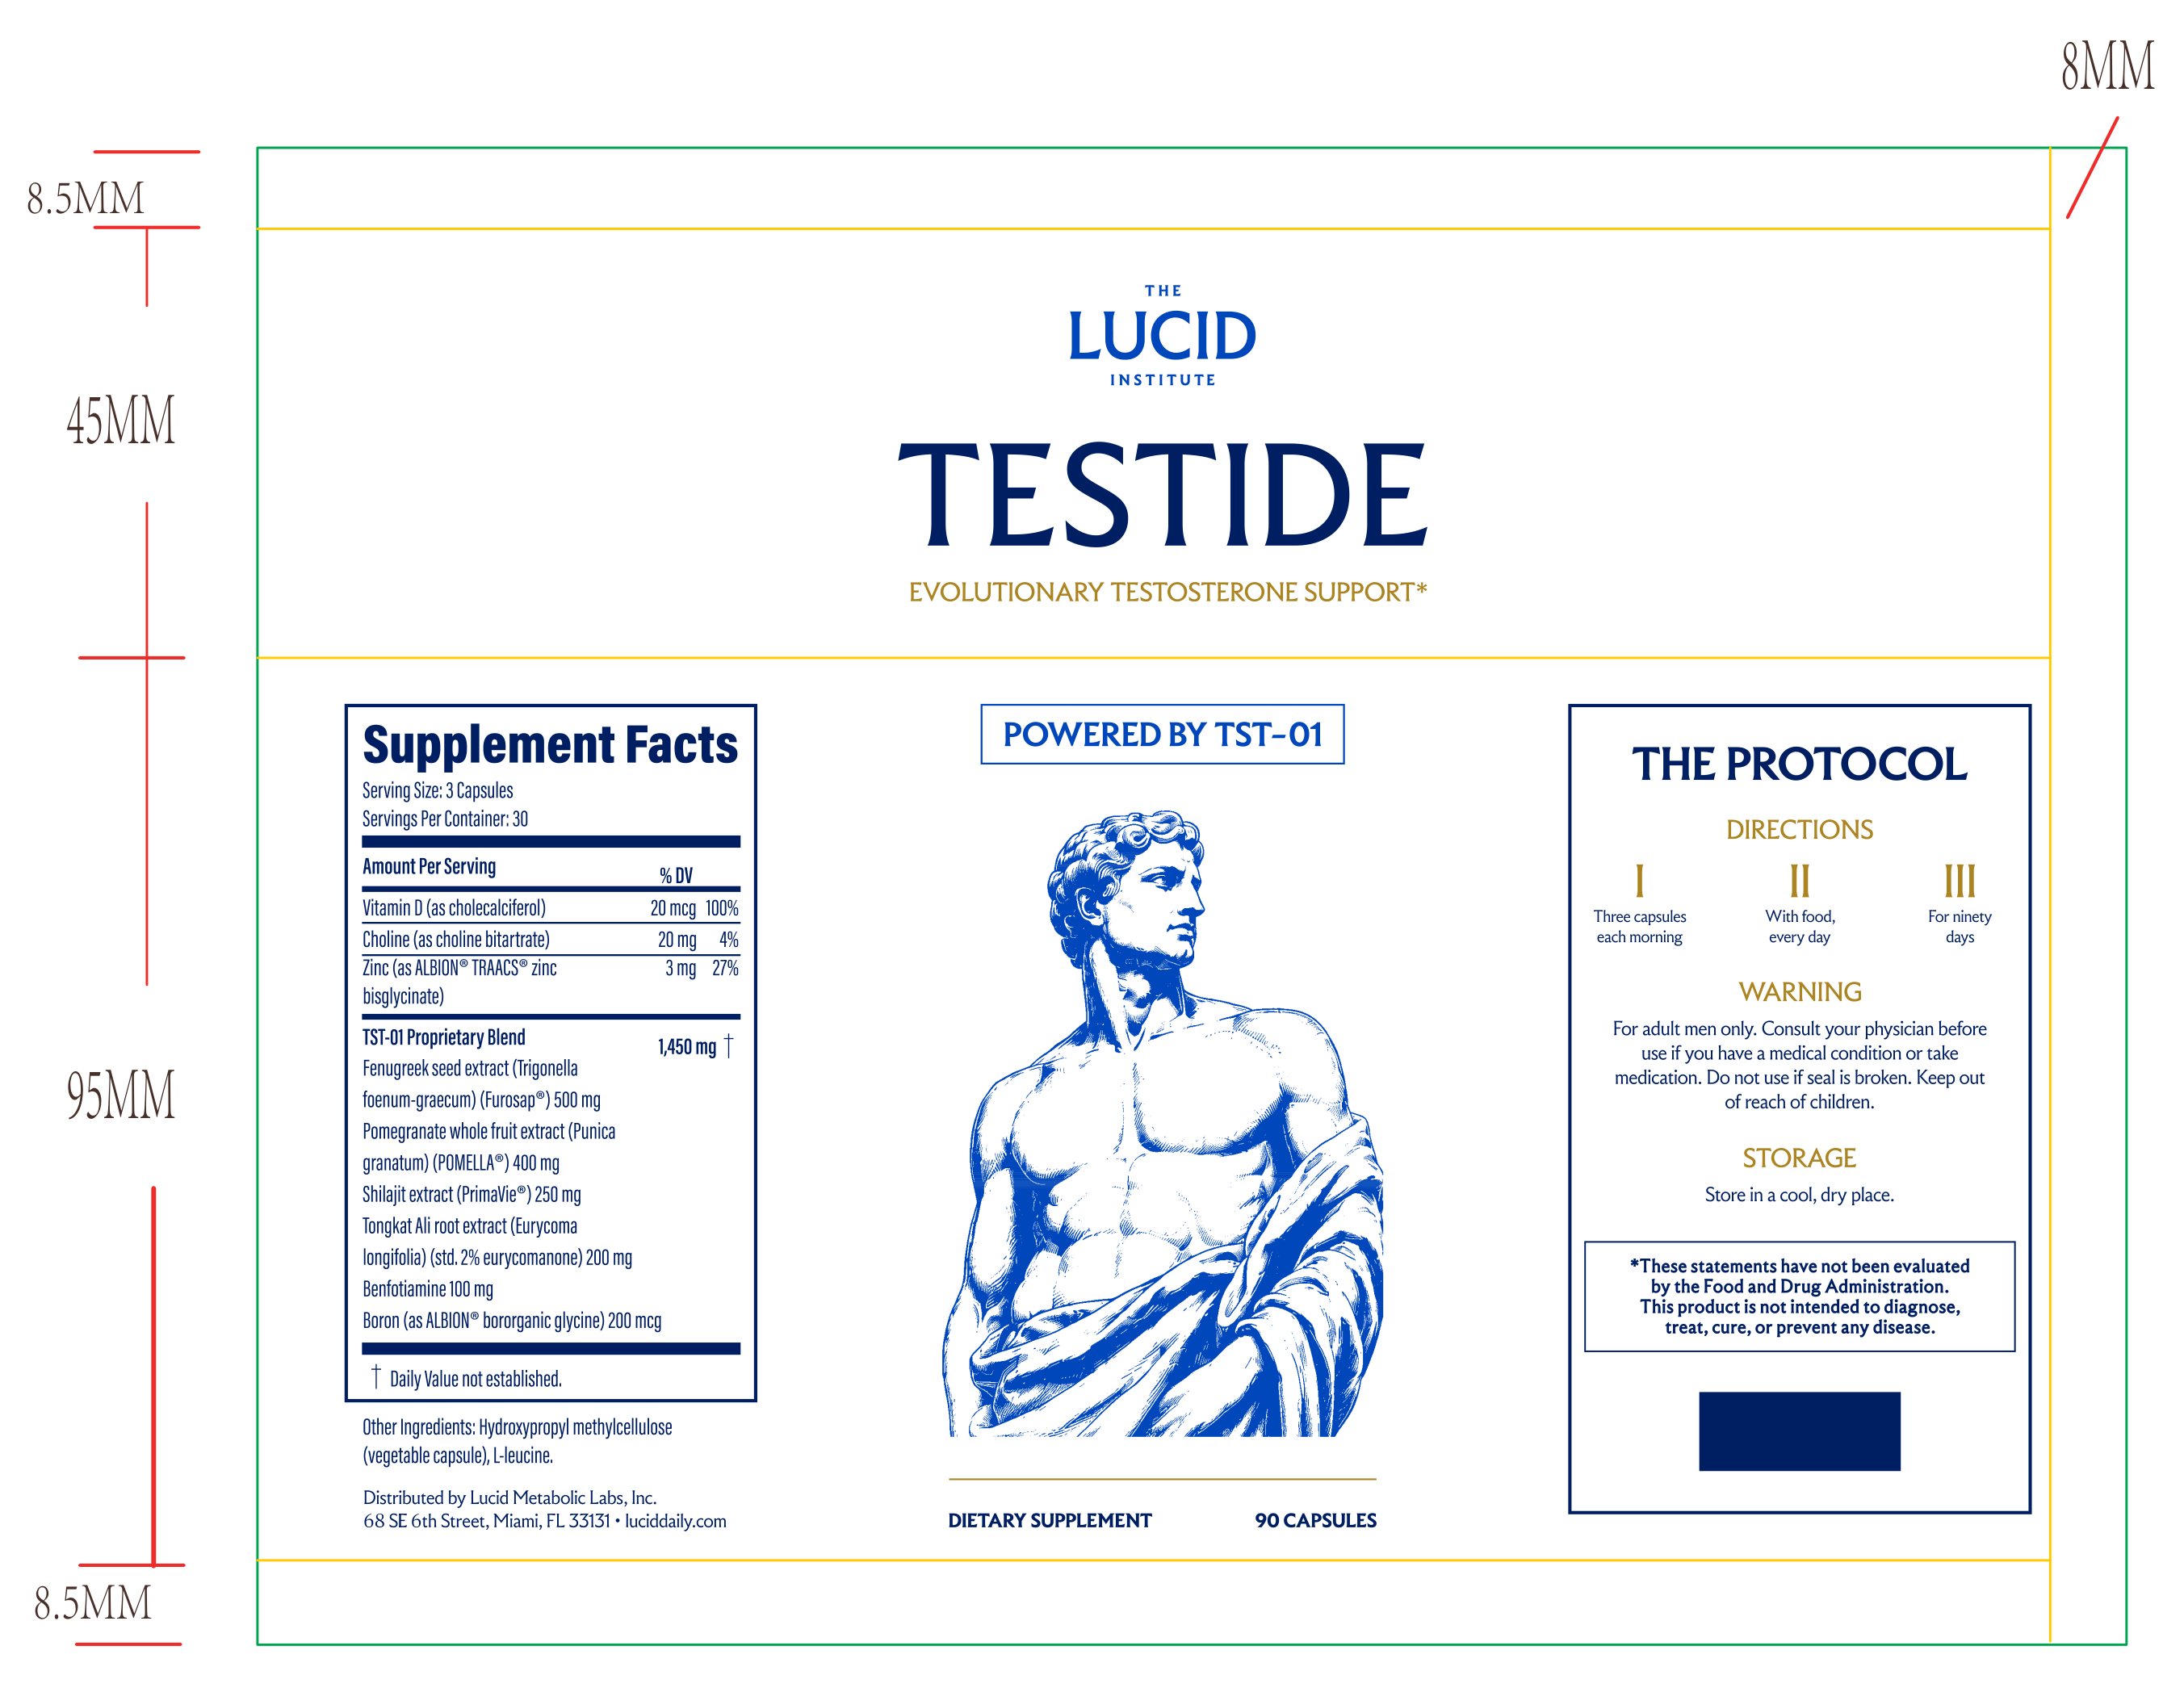 8MM
8.5MM
45MM
95MM
8.5MM
THE
LUCID
INSTITUTE
TESTIDE
EVOLUTIONARY TESTOSTERONE SUPPORT*
Supplement Facts
Serving Size: 3 Capsules
Servings Per Container: 30
Amount Per Serving % DV
Vitamin D (as cholecalciferol) 20 mcg 100%
Choline (as choline bitartrate) 20 mg 4%
Zinc (as ALBION® TRAACS® zinc 3 mg 27%
bisglycinate)
TST-01 Proprietary Blend 1,450 mg †
Fenugreek seed extract (Trigonella
foenum-graecum) (Furosap®) 500 mg
Pomegranate whole fruit extract (Punica
granatum) (POMELLA®) 400 mg
Shilajit extract (PrimaVie®) 250 mg
Tongkat Ali root extract (Eurycoma
longifolia) (std. 2% eurycomanone) 200 mg
Benfotiamine 100 mg
Boron (as ALBION® bororganic glycine) 200 mcg
† Daily Value not established.
Other Ingredients: Hydroxypropyl methylcellulose
(vegetable capsule), L-leucine.
Distributed by Lucid Metabolic Labs, Inc.
68 SE 6th Street, Miami, FL 33131 • luciddaily.com
POWERED BY TST-01
DIETARY SUPPLEMENT 90 CAPSULES
THE PROTOCOL
DIRECTIONS
I II III
Three capsules With food, For ninety
each morning every day days
WARNING
For adult men only. Consult your physician before
use if you have a medical condition or take
medication. Do not use if seal is broken. Keep out
of reach of children.
STORAGE
Store in a cool, dry place.
*These statements have not been evaluated
by the Food and Drug Administration.
This product is not intended to diagnose,
treat, cure, or prevent any disease.